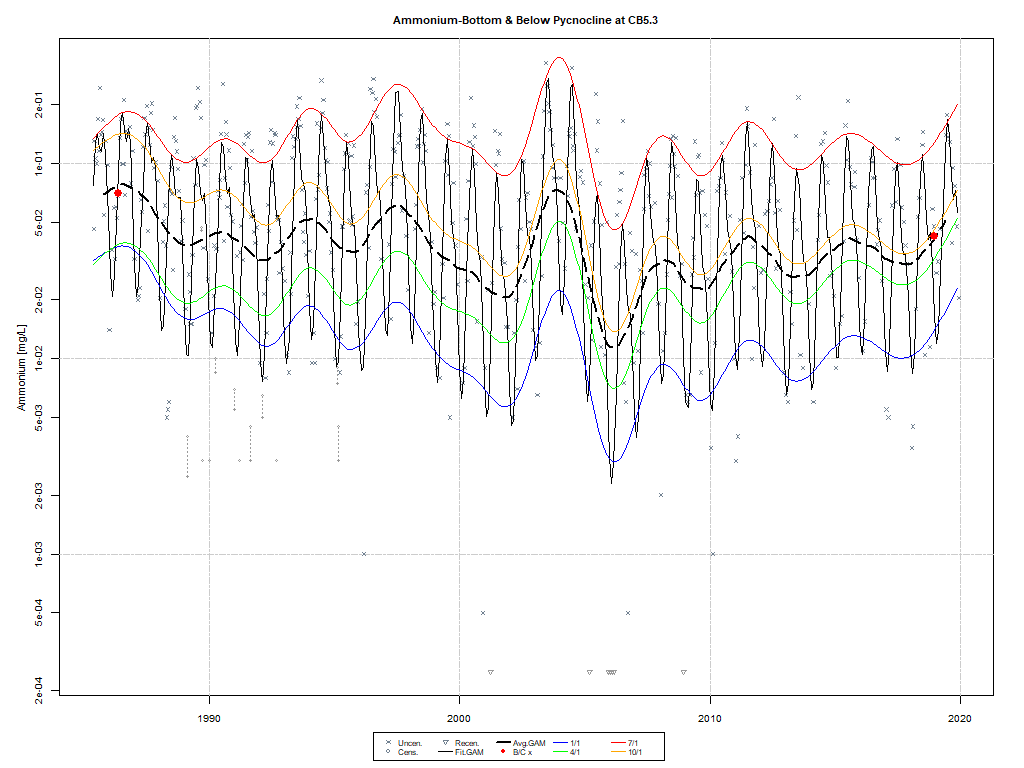 Ammonium-Bottom & Below Pycnocline at CB5.3
Ammonium [mg/L]
2e-01
1e-01
5e-02
2e-02
1e-02
5e-03
2e-03
1e-03
5e-04
2e-04
1990 2000 2010 2020
Uncen. Recen. Avg.GAM 1/1 7/1
Cens. Fit.GAM B/C x 4/1 10/1